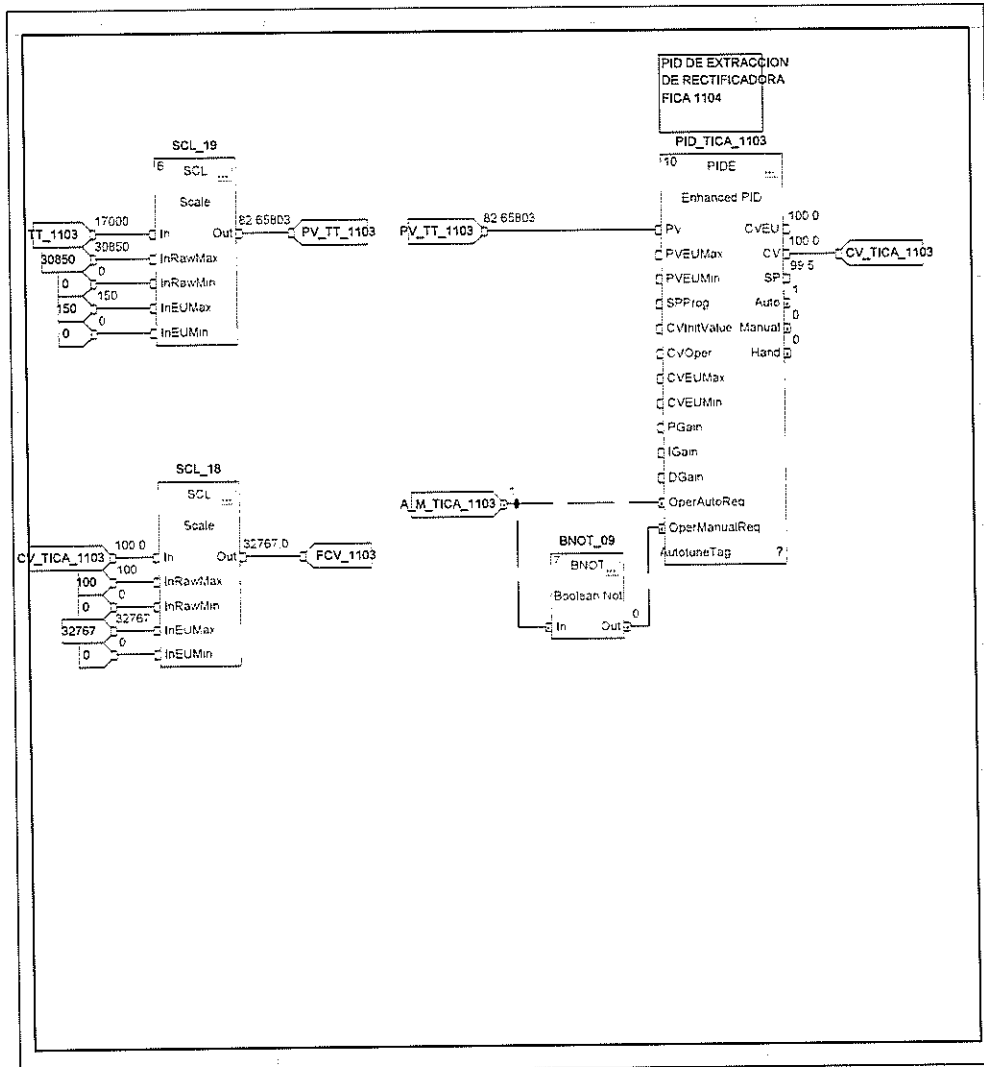 PID DE EXTRACCION
DE RECTIFICADORA
FICA 1104
SCL_19
6
SCL
...
Scale
TT_1103
17000
In
Out
82.65803
PV_TT_1103
30850
30850
InRawMax
0
0
InRawMin
150
150
InEUMax
0
0
InEUMin
PID_TICA_1103
10
PIDE
...
Enhanced PID
PV_TT_1103
82.65803
PV
CVEU
100.0
PVEUMax
CV
100.0
CV_TICA_1103
PVEUMin
SP
99.5
SPProg
Auto
1
CVInitValue
Manual
0
CVOper
Hand
0
CVEUMax
CVEUMin
PGain
IGain
DGain
A_M_TICA_1103
1
OperAutoReq
OperManualReq
AutotuneTag
?
SCL_18
SCL
...
Scale
CV_TICA_1103
100.0
In
Out
32767.0
FCV_1103
100
100
InRawMax
0
0
InRawMin
32767
32767
InEUMax
0
0
InEUMin
BNOT_09
7
BNOT
...
Boolean Not
In
Out
0